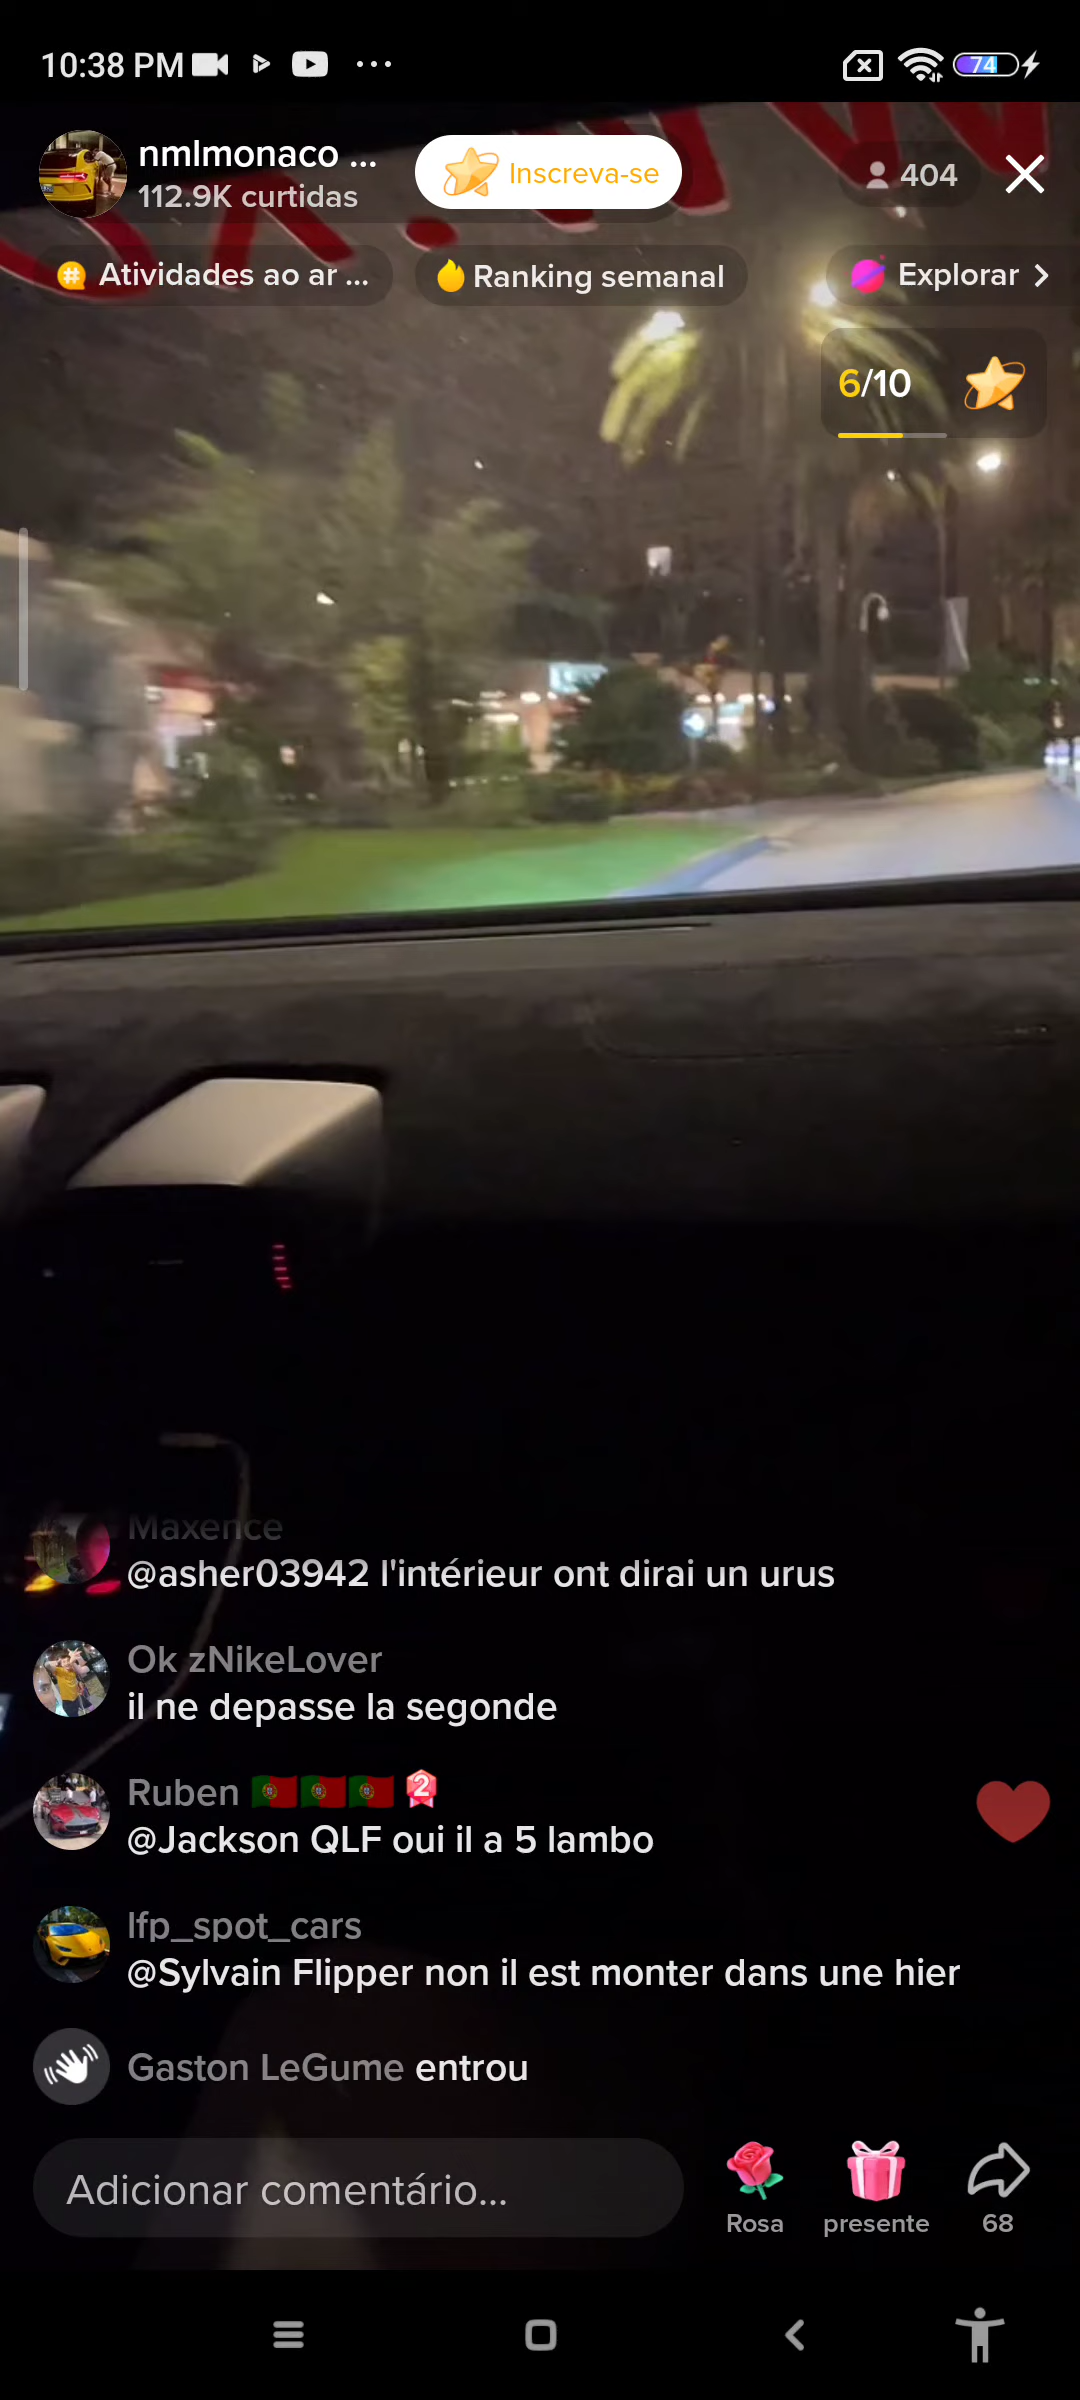 10:38 PM
74
nmlmonaco ...
112.9K curtidas
Inscreva-se
404
Atividades ao ar ...
Ranking semanal
Explorar
6/10
Maxence
@asher03942 l'intérieur ont dirai un urus
Ok zNikeLover
il ne depasse la segonde
Ruben 🇵🇹🇵🇹🇵🇹 2
@Jackson QLF oui il a 5 lambo
lfp_spot_cars
@Sylvain Flipper non il est monter dans une hier
Gaston LeGume entrou
Adicionar comentário...
Rosa
presente
68